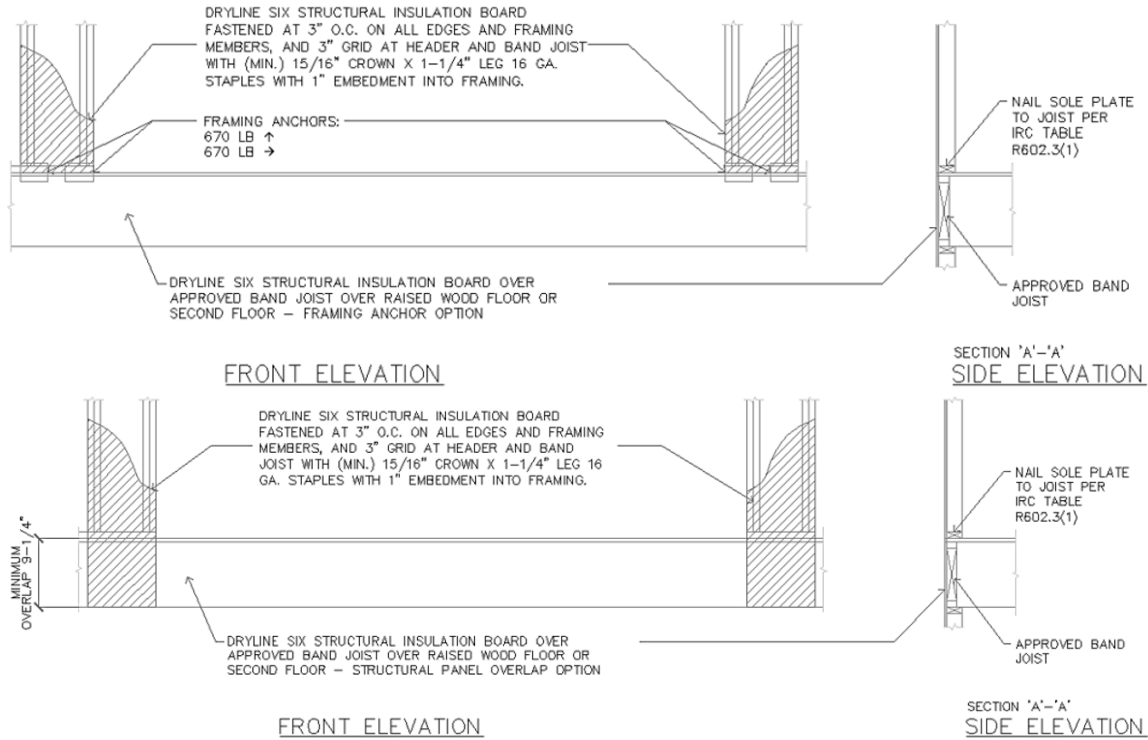 DRYLINE SIX STRUCTURAL INSULATION BOARD
FASTENED AT 3" O.C. ON ALL EDGES AND FRAMING
MEMBERS, AND 3" GRID AT HEADER AND BAND JOIST
WITH (MIN.) 15/16" CROWN X 1-1/4" LEG 16 GA.
STAPLES WITH 1" EMBEDMENT INTO FRAMING.
FRAMING ANCHORS:
670 LB ↑
670 LB →
NAIL SOLE PLATE
TO JOIST PER
IRC TABLE
R602.3(1)
DRYLINE SIX STRUCTURAL INSULATION BOARD OVER
APPROVED BAND JOIST OVER RAISED WOOD FLOOR OR
SECOND FLOOR – FRAMING ANCHOR OPTION
APPROVED BAND
JOIST
FRONT ELEVATION
SECTION 'A'-'A'
SIDE ELEVATION
DRYLINE SIX STRUCTURAL INSULATION BOARD
FASTENED AT 3" O.C. ON ALL EDGES AND FRAMING
MEMBERS, AND 3" GRID AT HEADER AND BAND
JOIST WITH (MIN.) 15/16" CROWN X 1-1/4" LEG 16
GA. STAPLES WITH 1" EMBEDMENT INTO FRAMING.
NAIL SOLE PLATE
TO JOIST PER
IRC TABLE
R602.3(1)
MINIMUM
OVERLAP 9-1/4"
DRYLINE SIX STRUCTURAL INSULATION BOARD OVER
APPROVED BAND JOIST OVER RAISED WOOD FLOOR OR
SECOND FLOOR – STRUCTURAL PANEL OVERLAP OPTION
APPROVED BAND
JOIST
FRONT ELEVATION
SECTION 'A'-'A'
SIDE ELEVATION